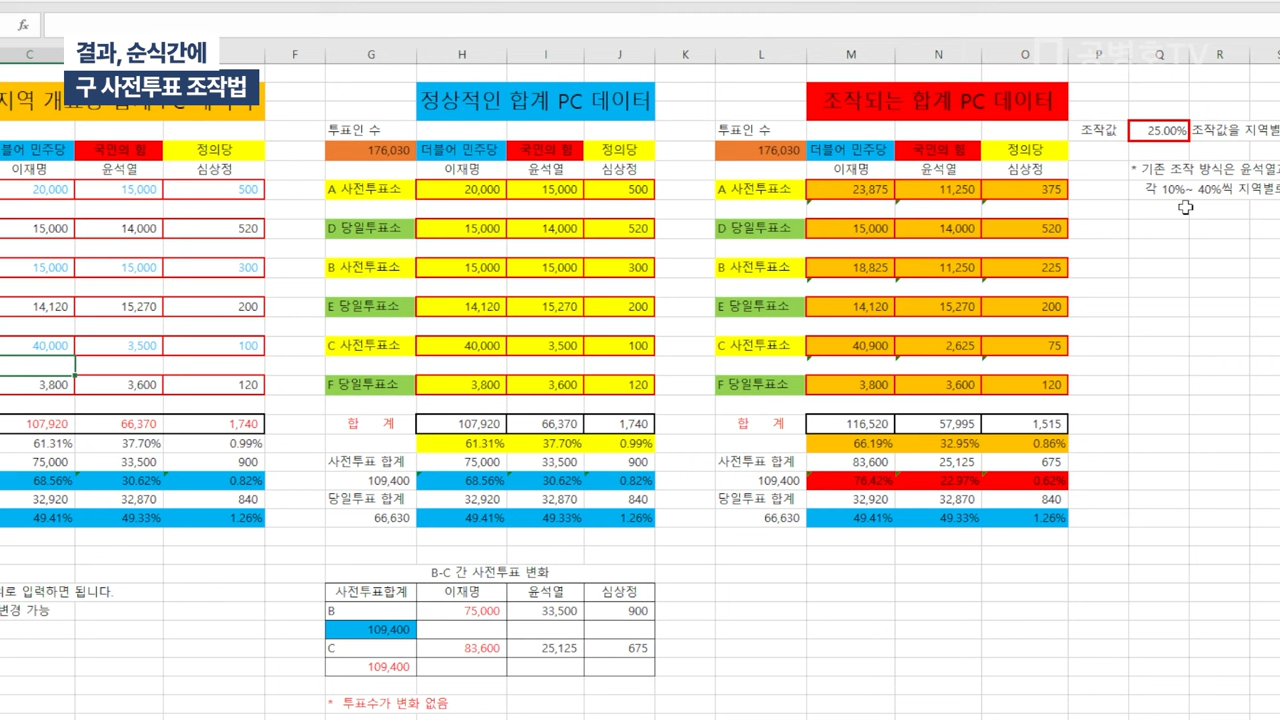 fx
결과, 순식간에
구 사전투표 조작법
공병호TV
C F G H I J K L M N O P Q R
정상적인 합계 PC 데이터 조작되는 합계 PC 데이터
투표인 수 투표인 수 조작값 25.00% 조작값을 지역별
더불어 민주당 국민의 힘 정의당 176,030 더불어 민주당 국민의 힘 정의당 176,030 더불어 민주당 국민의 힘 정의당
이재명 윤석열 심상정 이재명 윤석열 심상정 이재명 윤석열 심상정 * 기존 조작 방식은 윤석열과
20,000 15,000 500 A 사전투표소 20,000 15,000 500 A 사전투표소 23,875 11,250 375 각 10%~ 40%씩 지역별로
15,000 14,000 520 D 당일투표소 15,000 14,000 520 D 당일투표소 15,000 14,000 520
15,000 15,000 300 B 사전투표소 15,000 15,000 300 B 사전투표소 18,825 11,250 225
14,120 15,270 200 E 당일투표소 14,120 15,270 200 E 당일투표소 14,120 15,270 200
40,000 3,500 100 C 사전투표소 40,000 3,500 100 C 사전투표소 40,900 2,625 75
3,800 3,600 120 F 당일투표소 3,800 3,600 120 F 당일투표소 3,800 3,600 120
107,920 66,370 1,740 합 계 107,920 66,370 1,740 합 계 116,520 57,995 1,515
61.31% 37.70% 0.99% 61.31% 37.70% 0.99% 66.19% 32.95% 0.86%
75,000 33,500 900 사전투표 합계 75,000 33,500 900 사전투표 합계 83,600 25,125 675
68.56% 30.62% 0.82% 109,400 68.56% 30.62% 0.82% 109,400 76.42% 22.97% 0.62%
32,920 32,870 840 당일투표 합계 32,920 32,870 840 당일투표 합계 32,920 32,870 840
49.41% 49.33% 1.26% 66,630 49.41% 49.33% 1.26% 66,630 49.41% 49.33% 1.26%
B-C 간 사전투표 변화
로 입력하면 됩니다. 사전투표합계 이재명 윤석열 심상정
변경 가능 B 75,000 33,500 900
109,400
C 83,600 25,125 675
109,400
* 투표수가 변화 없음